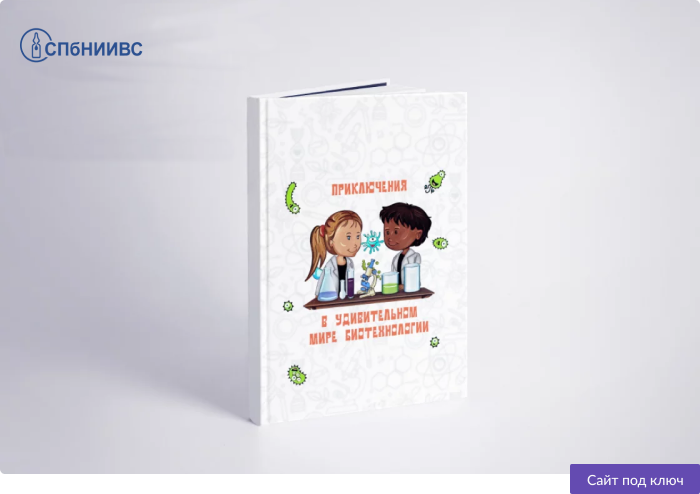 СПбНИИВС
ПРИКЛЮЧЕНИЯ
В УДИВИТЕЛЬНОМ
МИРЕ БИОТЕХНОЛОГИИ
Сайт под ключ